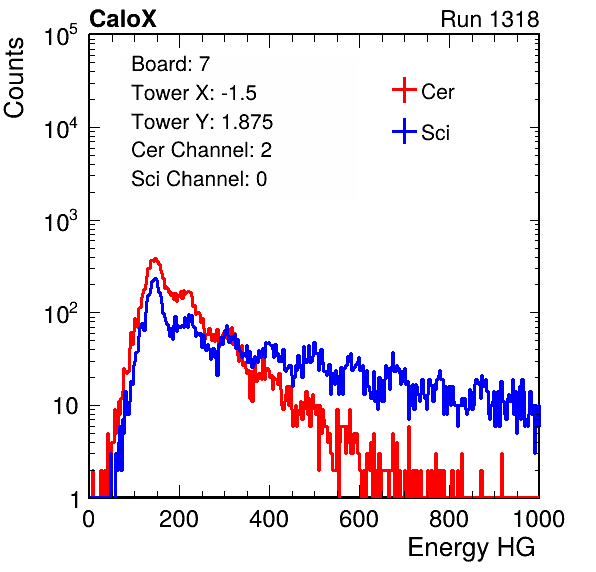 CaloX Run 1318
Counts
10^5
10^4
10^3
10^2
10
1
Board: 7
Tower X: -1.5
Tower Y: 1.875
Cer Channel: 2
Sci Channel: 0
Cer
Sci
0 200 400 600 800 1000
Energy HG